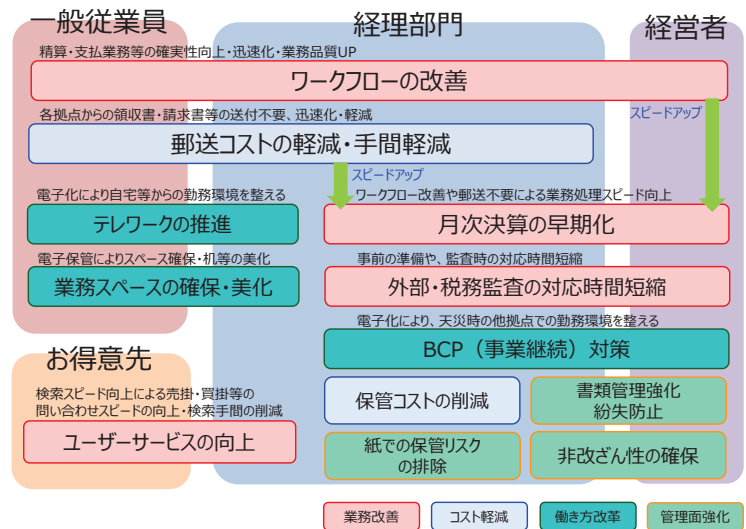 一般従業員
経理部門
経営者
精算・支払業務等の確実性向上・迅速化・業務品質UP
ワークフローの改善
各拠点からの領収書・請求書等の送付不要、迅速化・軽減
スピードアップ
郵送コストの軽減・手間軽減
スピードアップ
電子化により自宅等からの勤務環境を整える
ワークフロー改善や郵送不要による業務処理スピード向上
テレワークの推進
月次決算の早期化
電子保管によりスペース確保・机等の美化
事前の準備や、監査時の対応時間短縮
業務スペースの確保・美化
外部・税務監査の対応時間短縮
電子化により、天災時の他拠点での勤務環境を整える
BCP（事業継続）対策
お得意先
検索スピード向上による売掛・買掛等の
問い合わせスピードの向上・検索手間の削減
ユーザーサービスの向上
保管コストの削減
書類管理強化
紛失防止
紙での保管リスク
の排除
非改ざん性の確保
業務改善
コスト軽減
働き方改革
管理面強化